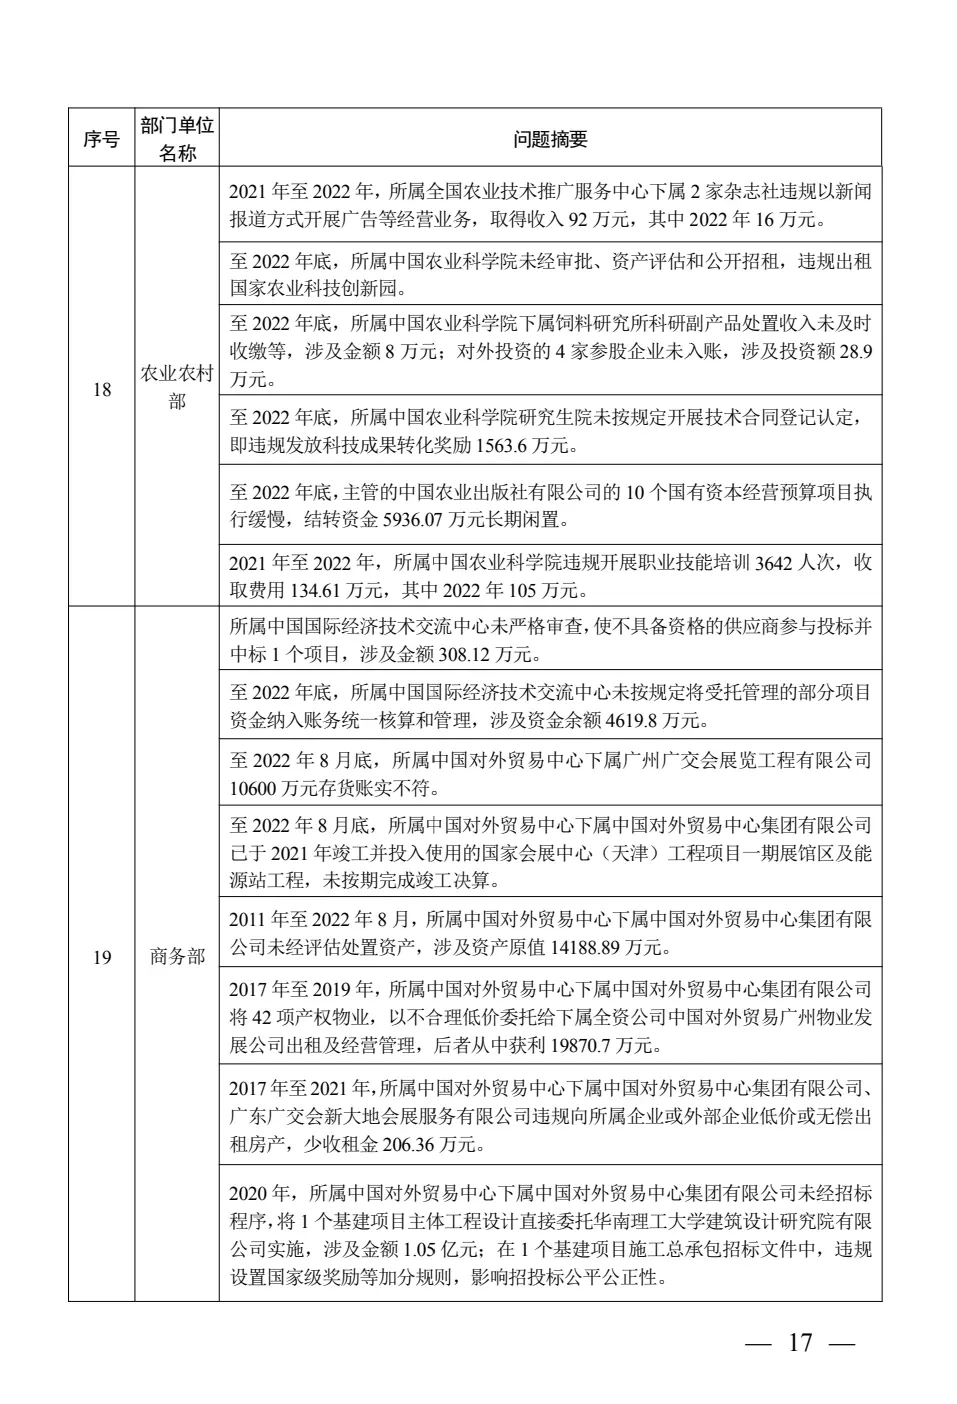 序号
部门单位
名称
问题摘要
18
农业农村
部
2021 年至 2022 年，所属全国农业技术推广服务中心下属 2 家杂志社违规以新闻
报道方式开展广告等经营业务，取得收入 92 万元，其中 2022 年 16 万元。
至 2022 年底，所属中国农业科学院未经审批、资产评估和公开招租，违规出租
国家农业科技创新园。
至 2022 年底，所属中国农业科学院下属饲料研究所科研副产品处置收入未及时
收缴等，涉及金额 8 万元；对外投资的 4 家参股企业未入账，涉及投资额 28.9
万元。
至 2022 年底，所属中国农业科学院研究生院未按规定开展技术合同登记认定，
即违规发放科技成果转化奖励 1563.6 万元。
至 2022 年底，主管的中国农业出版社有限公司的 10 个国有资本经营预算项目执
行缓慢，结转资金 5936.07 万元长期闲置。
2021 年至 2022 年，所属中国农业科学院违规开展职业技能培训 3642 人次，收
取费用 134.61 万元，其中 2022 年 105 万元。
19
商务部
所属中国国际经济技术交流中心未严格审查，使不具备资格的供应商参与投标并
中标 1 个项目，涉及金额 308.12 万元。
至 2022 年底，所属中国国际经济技术交流中心未按规定将受托管理的部分项目
资金纳入账务统一核算和管理，涉及资金余额 4619.8 万元。
至 2022 年 8 月底，所属中国对外贸易中心下属广州广交会展览工程有限公司
10600 万元存货账实不符。
至 2022 年 8 月底，所属中国对外贸易中心下属中国对外贸易中心集团有限公司
已于 2021 年竣工并投入使用的国家会展中心（天津）工程项目一期展馆区及能
源站工程，未按期完成竣工决算。
2011 年至 2022 年 8 月，所属中国对外贸易中心下属中国对外贸易中心集团有限
公司未经评估处置资产，涉及资产原值 14188.89 万元。
2017 年至 2019 年，所属中国对外贸易中心下属中国对外贸易中心集团有限公司
将 42 项产权物业，以不合理低价委托给下属全资公司中国对外贸易广州物业发
展公司出租及经营管理，后者从中获利 19870.7 万元。
2017 年至 2021 年，所属中国对外贸易中心下属中国对外贸易中心集团有限公司、
广东广交会新大地会展服务有限公司违规向所属企业或外部企业低价或无偿出
租房产，少收租金 206.36 万元。
2020 年，所属中国对外贸易中心下属中国对外贸易中心集团有限公司未经招标
程序，将 1 个基建项目主体工程设计直接委托华南理工大学建筑设计研究院有限
公司实施，涉及金额 1.05 亿元；在 1 个基建项目施工总承包招标文件中，违规
设置国家级奖励等加分规则，影响招投标公平公正性。
— 17 —